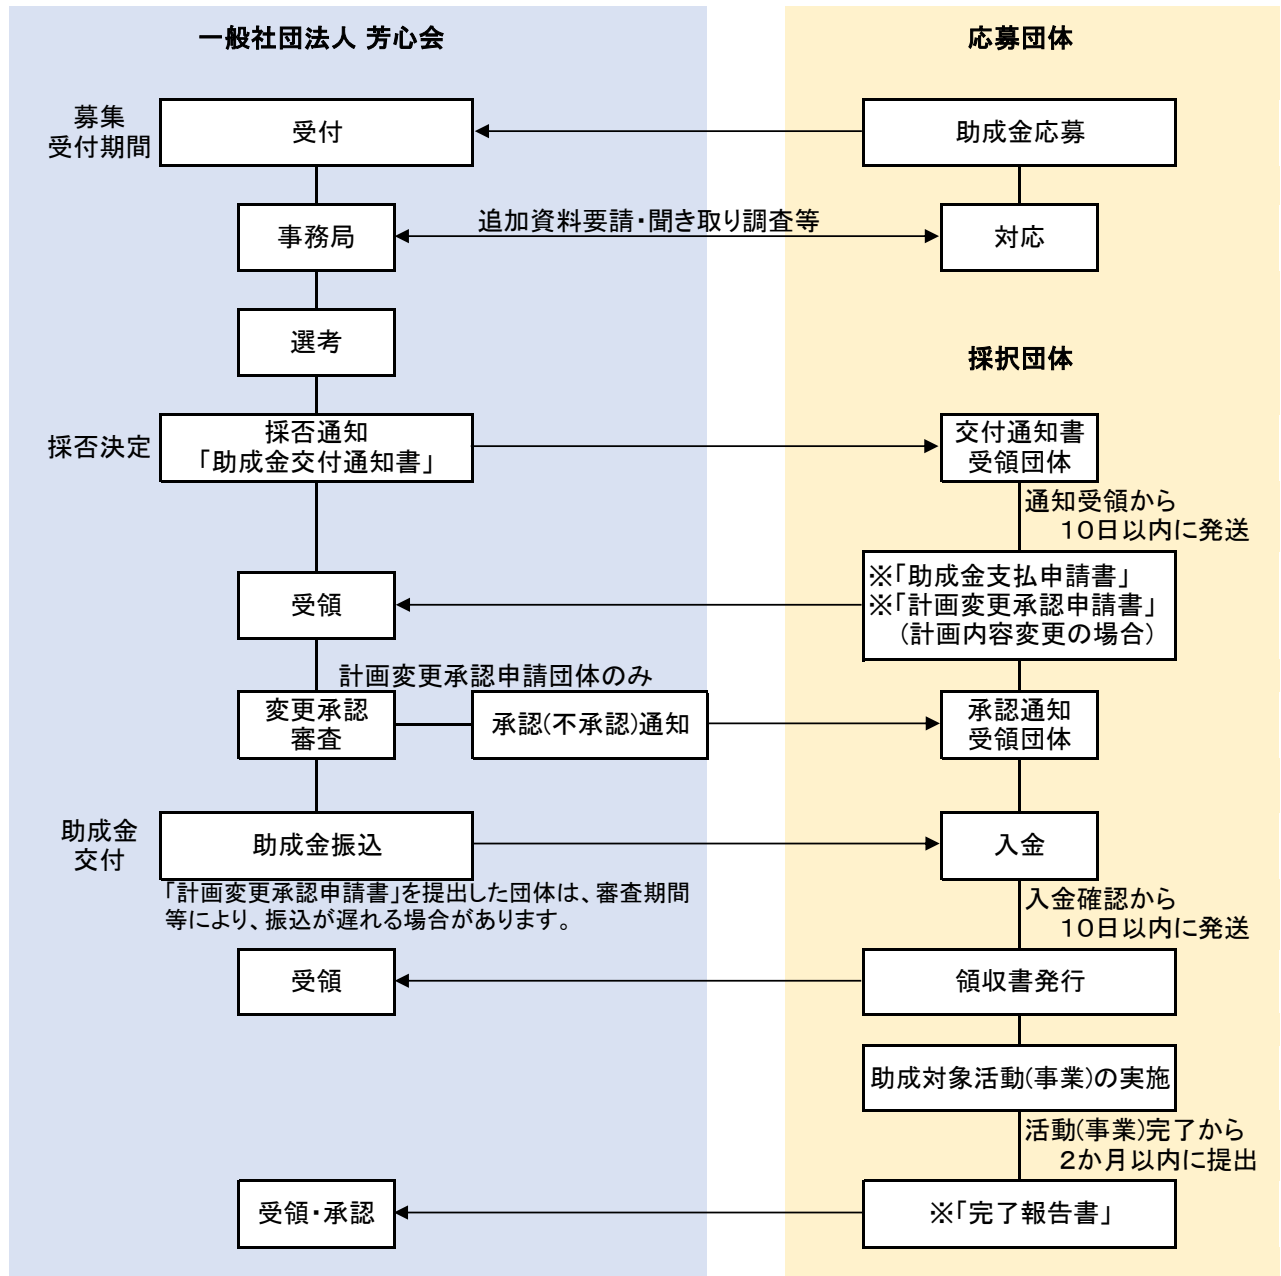 一般社団法人 芳心会
応募団体
募集
受付期間
受付
助成金応募
事務局
追加資料要請・聞き取り調査等
対応
選考
採択団体
採否決定
採否通知
「助成金交付通知書」
交付通知書
受領団体
通知受領から
10日以内に発送
受領
※「助成金支払申請書」
※「計画変更承認申請書」
(計画内容変更の場合)
計画変更承認申請団体のみ
変更承認
審査
承認(不承認)通知
承認通知
受領団体
助成金
交付
助成金振込
入金
「計画変更承認申請書」を提出した団体は、審査期間
等により、振込が遅れる場合があります。
入金確認から
10日以内に発送
受領
領収書発行
助成対象活動(事業)の実施
活動(事業)完了から
2か月以内に提出
受領・承認
※「完了報告書」